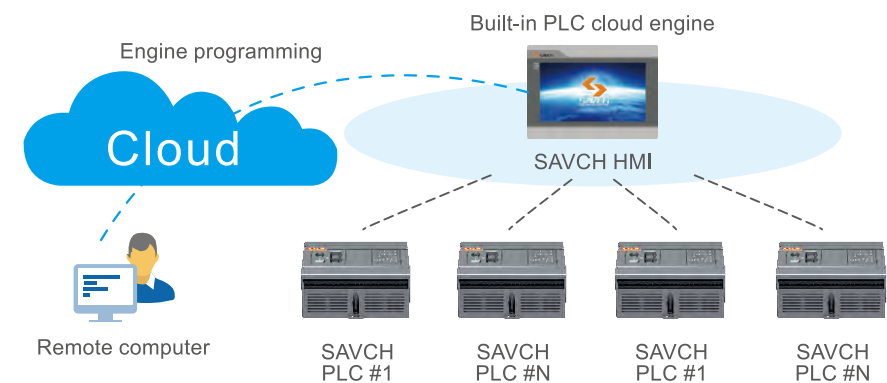 Built-in PLC cloud engine
Engine programming
Cloud
SAVCH
SAVCH HMI
Remote computer
SAVCH
PLC #1
SAVCH
PLC #N
SAVCH
PLC #1
SAVCH
PLC #N